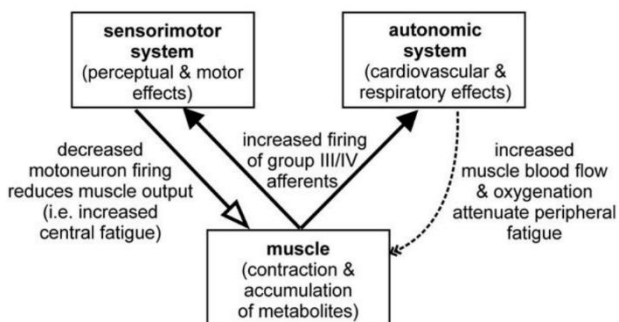 sensorimotor
system
(perceptual & motor
effects)
autonomic
system
(cardiovascular &
respiratory effects)
decreased
motoneuron firing
reduces muscle output
(i.e. increased
central fatigue)
increased firing
of group III/IV
afferents
increased
muscle blood flow
& oxygenation
attenuate peripheral
fatigue
muscle
(contraction &
accumulation
of metabolites)